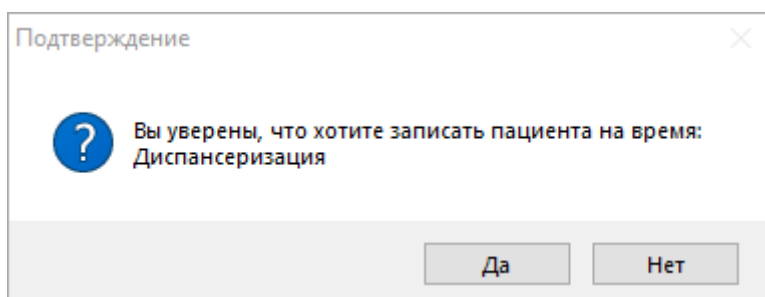 Подтверждение
Вы уверены, что хотите записать пациента на время:
Диспансеризация
Да
Нет